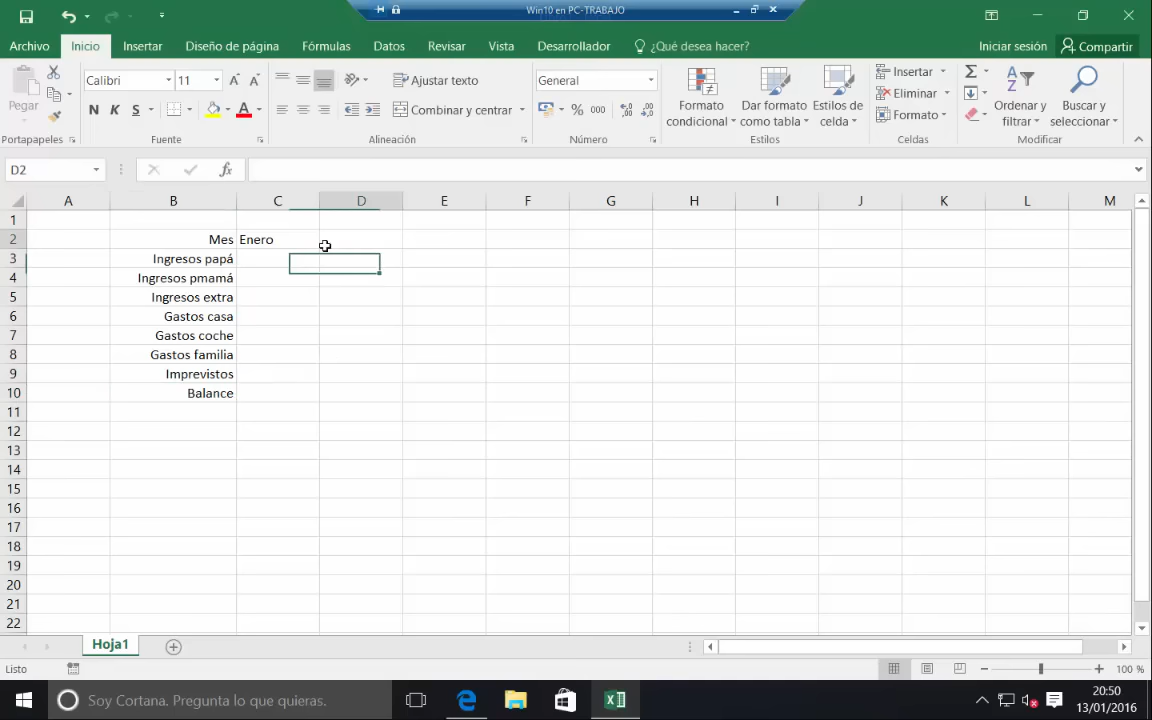 Win10 en PC-TRABAJO
Archivo Inicio Insertar Diseño de página Fórmulas Datos Revisar Vista Desarrollador ¿Qué desea hacer? Iniciar sesión Compartir
Pegar
Calibri 11
N K S
A
Ajustar texto
Combinar y centrar
General
% 000
Formato condicional
Dar formato como tabla
Estilos de celda
Insertar
Eliminar
Formato
Ordenar y filtrar
Buscar y seleccionar
Portapapeles Fuente Alineación Número Estilos Celdas Modificar
D2 fx
A B C D E F G H I J K L M
1
2 Mes Enero
3 Ingresos papá
4 Ingresos pmamá
5 Ingresos extra
6 Gastos casa
7 Gastos coche
8 Gastos familia
9 Imprevistos
10 Balance
11
12
13
14
15
16
17
18
19
20
21
22
Hoja1
Listo 100 %
Soy Cortana. Pregunta lo que quieras.
20:50
13/01/2016